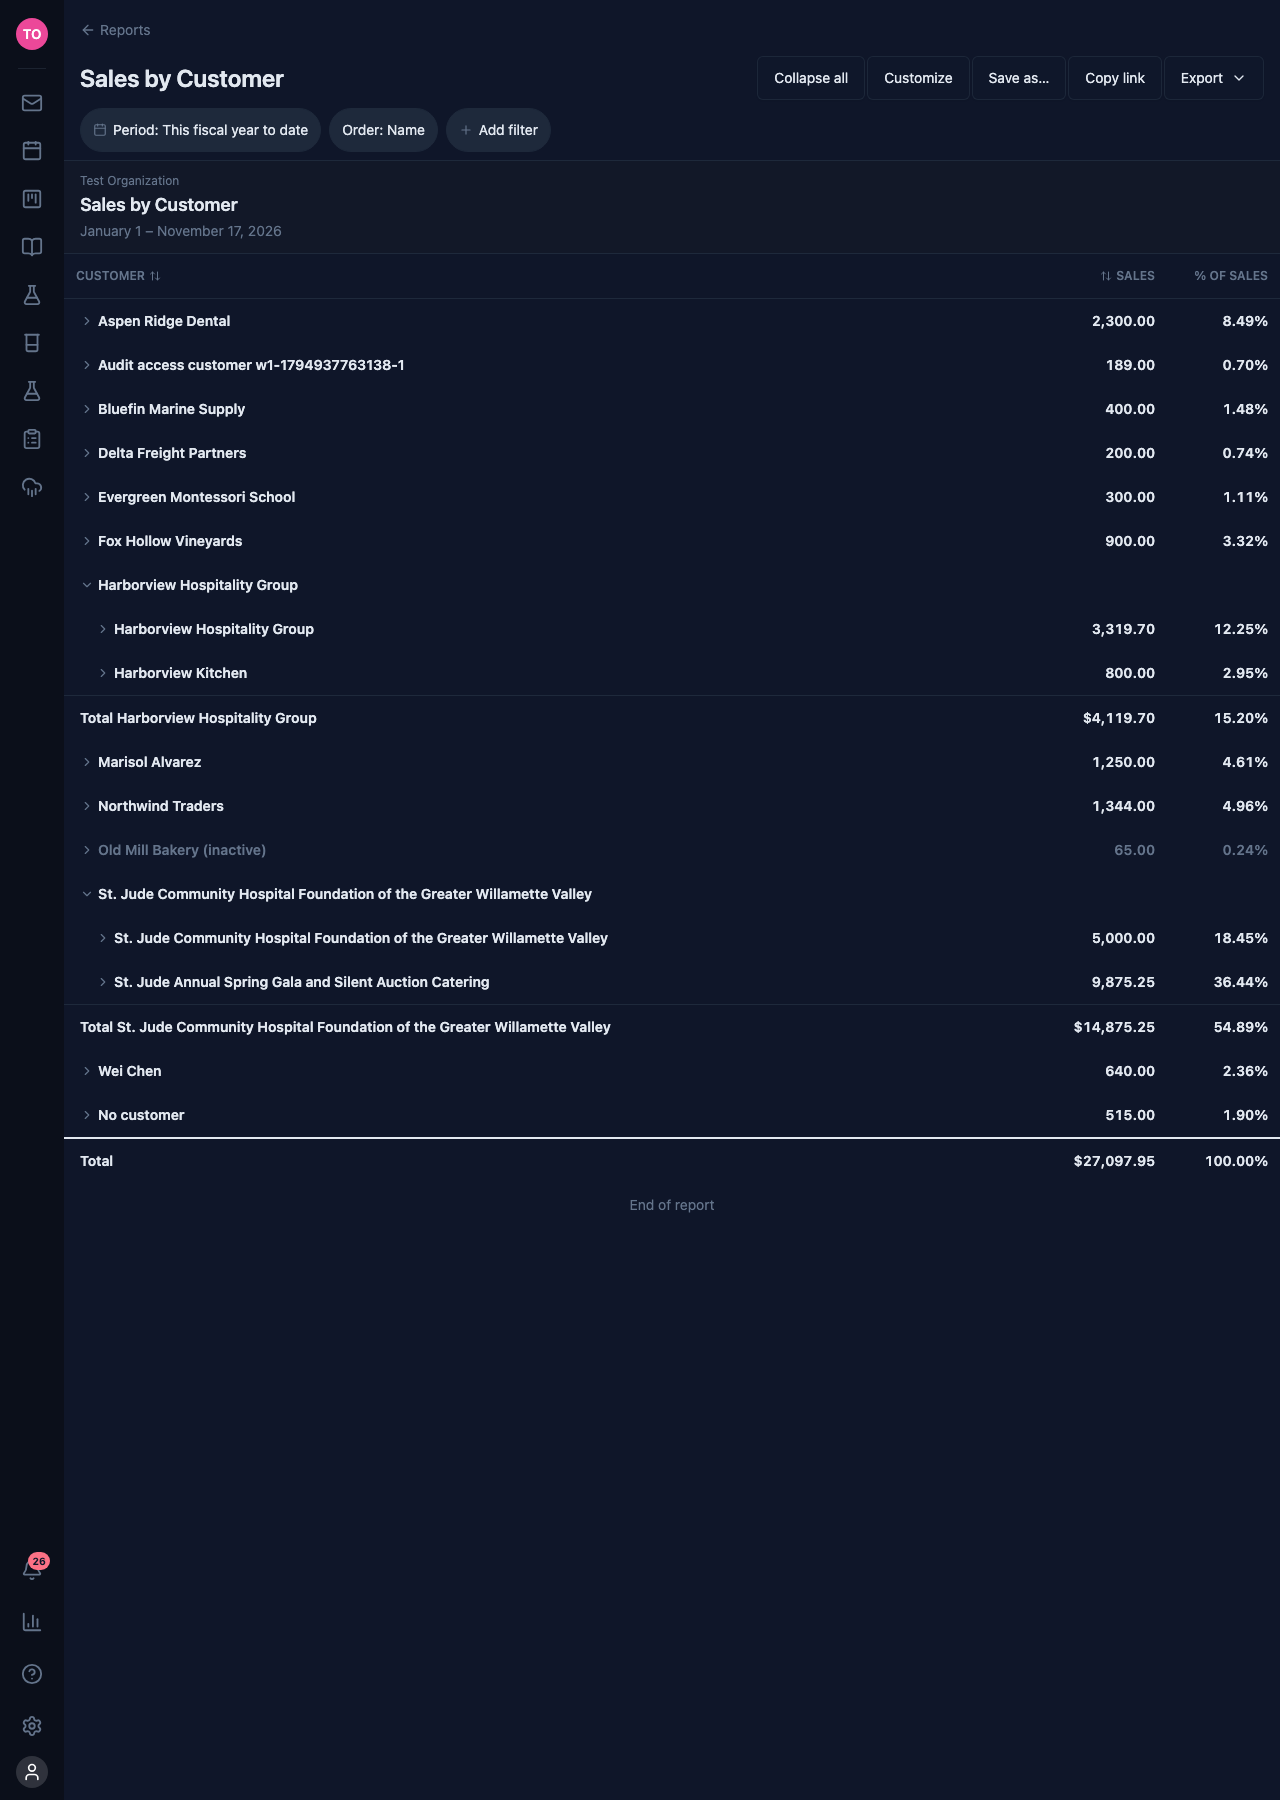 TO
Reports
Sales by Customer
Collapse all Customize Save as... Copy link Export
Period: This fiscal year to date Order: Name Add filter
Test Organization
Sales by Customer
January 1 – November 17, 2026
CUSTOMER SALES % OF SALES
Aspen Ridge Dental 2,300.00 8.49%
Audit access customer w1-1794937763138-1 189.00 0.70%
Bluefin Marine Supply 400.00 1.48%
Delta Freight Partners 200.00 0.74%
Evergreen Montessori School 300.00 1.11%
Fox Hollow Vineyards 900.00 3.32%
Harborview Hospitality Group
Harborview Hospitality Group 3,319.70 12.25%
Harborview Kitchen 800.00 2.95%
Total Harborview Hospitality Group $4,119.70 15.20%
Marisol Alvarez 1,250.00 4.61%
Northwind Traders 1,344.00 4.96%
Old Mill Bakery (inactive) 65.00 0.24%
St. Jude Community Hospital Foundation of the Greater Willamette Valley
St. Jude Community Hospital Foundation of the Greater Willamette Valley 5,000.00 18.45%
St. Jude Annual Spring Gala and Silent Auction Catering 9,875.25 36.44%
Total St. Jude Community Hospital Foundation of the Greater Willamette Valley $14,875.25 54.89%
Wei Chen 640.00 2.36%
No customer 515.00 1.90%
Total $27,097.95 100.00%
End of report
26